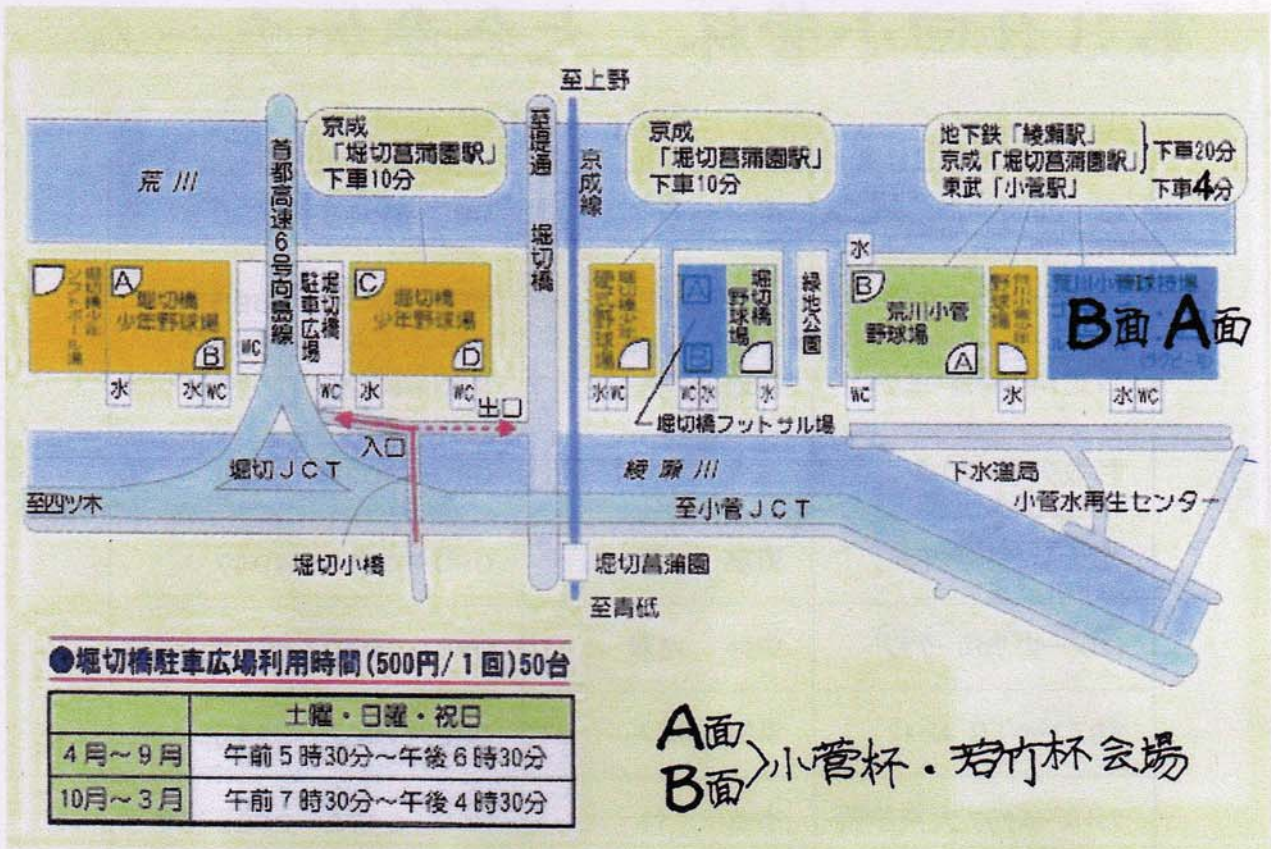 至上野
京成
「堀切菖蒲園駅」
下車10分
至堤通
京成線
京成
「堀切菖蒲園駅」
下車10分
地下鉄「綾瀬駅」
京成「堀切菖蒲園駅」
東武「小菅駅」
下車20分
下車4分
荒川
首都高速6号向島線
堀切橋
水
A
堀切橋
少年野球場
B
WC
堀切橋
駐車広場
C
堀切橋
少年野球場
D
A
B
堀切橋
野球場
緑地公園
B
荒川小菅
野球場
A
荒川小菅球技場
B面 A面
水
水
WC
WC
水
WC
水
WC
WC
水
水
WC
水
水
WC
出口
入口
堀切橋フットサル場
堀切JCT
綾瀬川
下水道局
小菅水再生センター
至四ツ木
至小菅JCT
堀切小橋
堀切菖蒲園
至青砥
●堀切橋駐車広場利用時間(500円/1回)50台
土曜・日曜・祝日
4月~9月 午前5時30分~午後6時30分
10月~3月 午前7時30分~午後4時30分
A面
B面
小菅杯・若竹杯会場